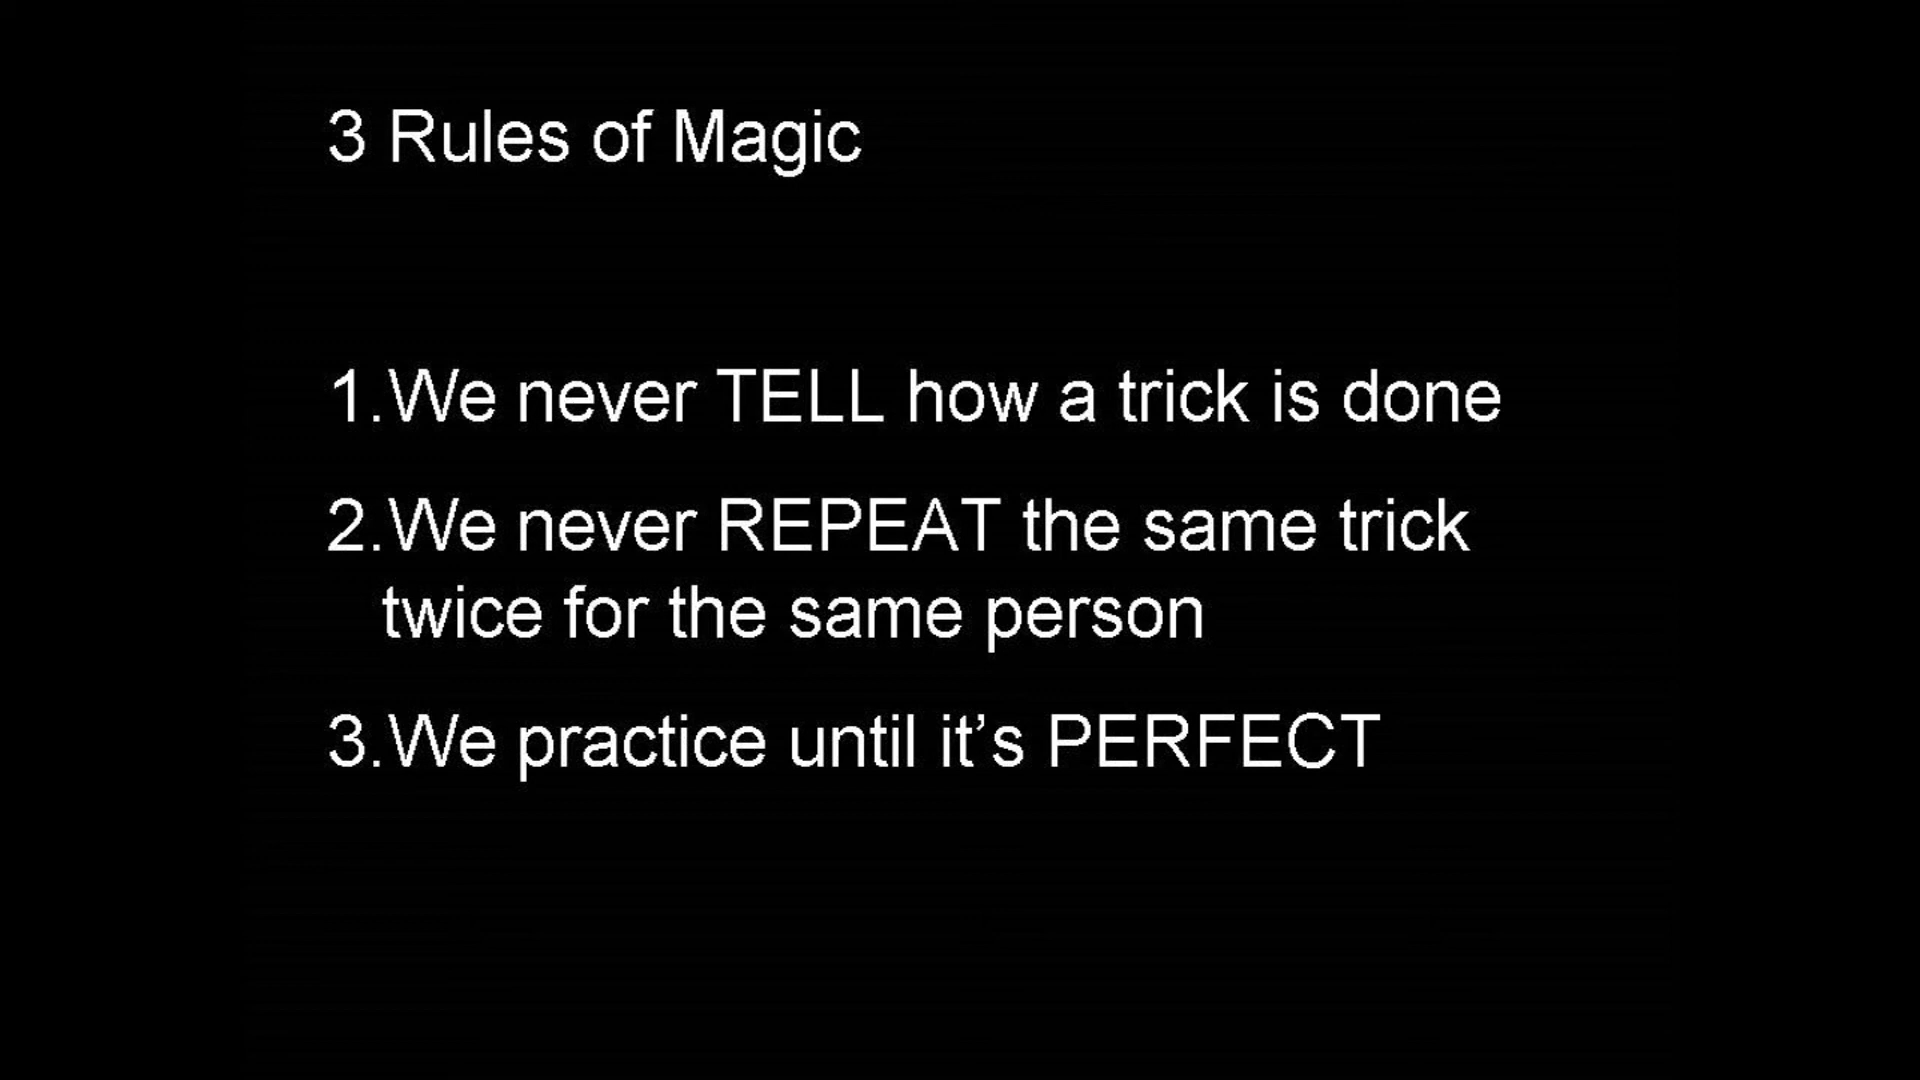 3 Rules of Magic
1.We never TELL how a trick is done
2.We never REPEAT the same trick
twice for the same person
3.We practice until it’s PERFECT